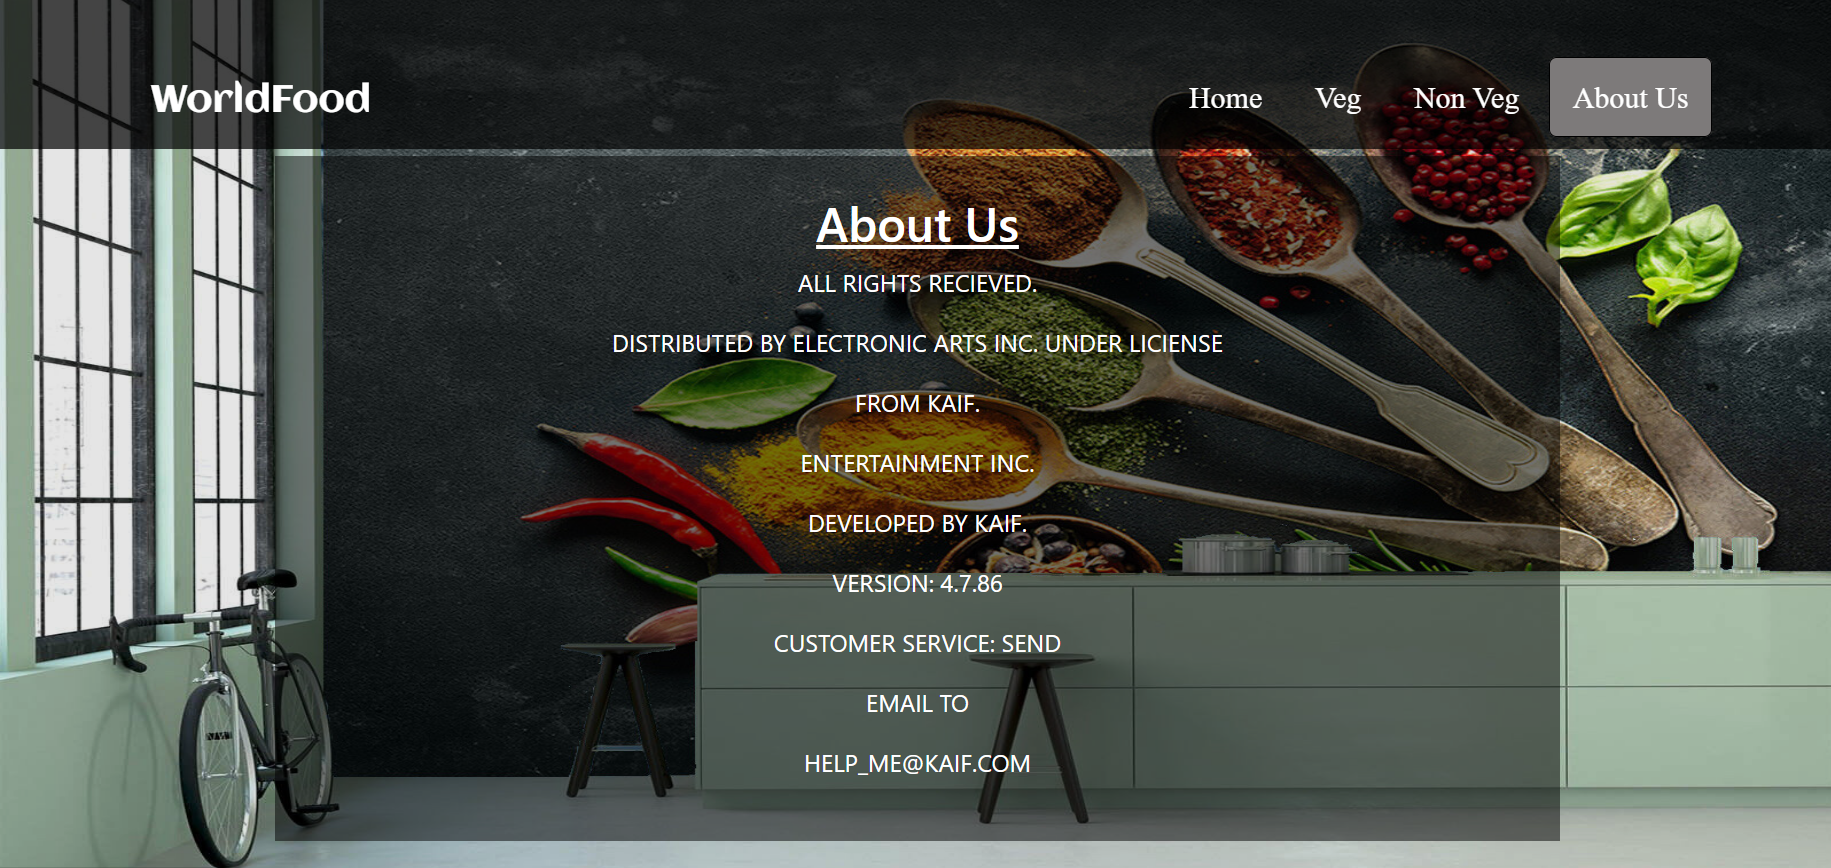 WorldFood
Home Veg Non Veg About Us
About Us
ALL RIGHTS RECIEVED.
DISTRIBUTED BY ELECTRONIC ARTS INC. UNDER LICIENSE
FROM KAIF.
ENTERTAINMENT INC.
DEVELOPED BY KAIF.
VERSION: 4.7.86
CUSTOMER SERVICE: SEND
EMAIL TO
HELP_ME@KAIF.COM